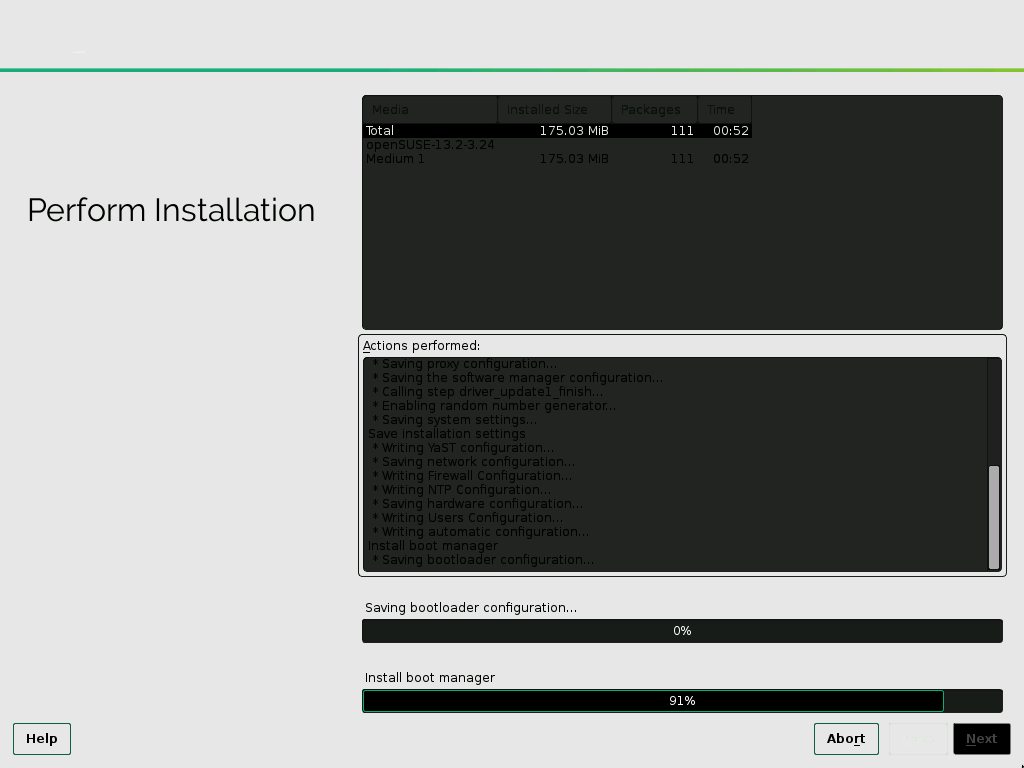 Media Installed Size Packages Time
Total 175.03 MiB 111 00:52
openSUSE-13.2-3.24
Medium 1 175.03 MiB 111 00:52
Perform Installation
Actions performed:
* Saving proxy configuration...
* Saving the software manager configuration...
* Calling step driver_update1_finish...
* Enabling random number generator...
* Saving system settings...
Save installation settings
* Writing YaST configuration...
* Saving network configuration...
* Writing Firewall Configuration...
* Writing NTP Configuration...
* Saving hardware configuration...
* Writing Users Configuration...
* Writing automatic configuration...
Install boot manager
* Saving bootloader configuration...
Saving bootloader configuration...
0%
Install boot manager
91%
Help Abort Next